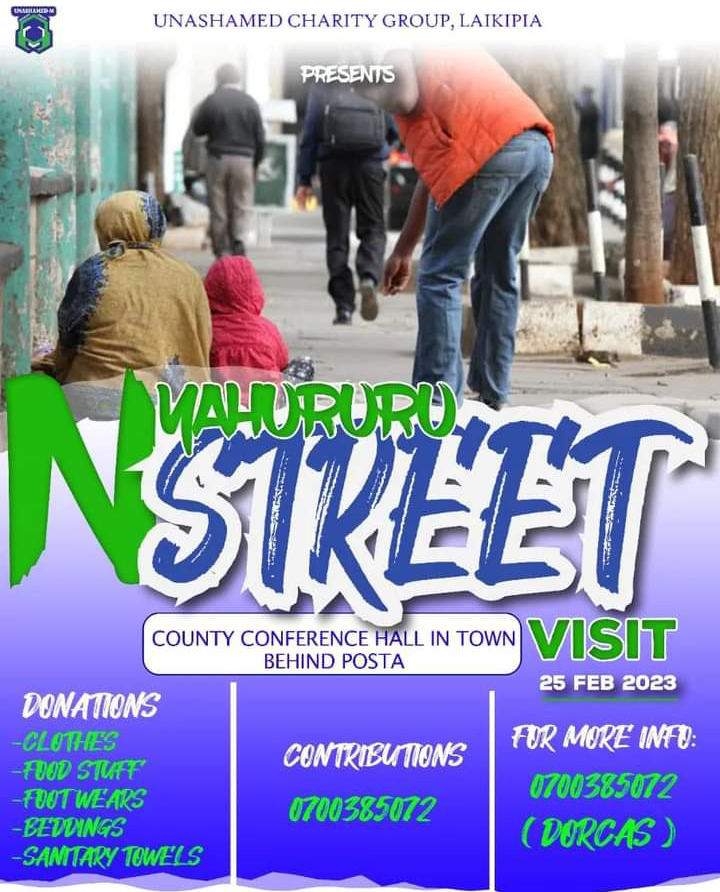 UNASHAMED-M
UNASHAMED CHARITY GROUP, LAIKIPIA
PRESENTS
NYAHURURU
STREET
COUNTY CONFERENCE HALL IN TOWN
BEHIND POSTA
VISIT
25 FEB 2023
DONATIONS
-CLOTHES
-FOOD STUFF
-FOOT WEARS
-BEDDINGS
-SANITARY TOWELS
CONTRIBUTIONS
0700385072
FOR MORE INFO:
0700385072
( DORCAS )